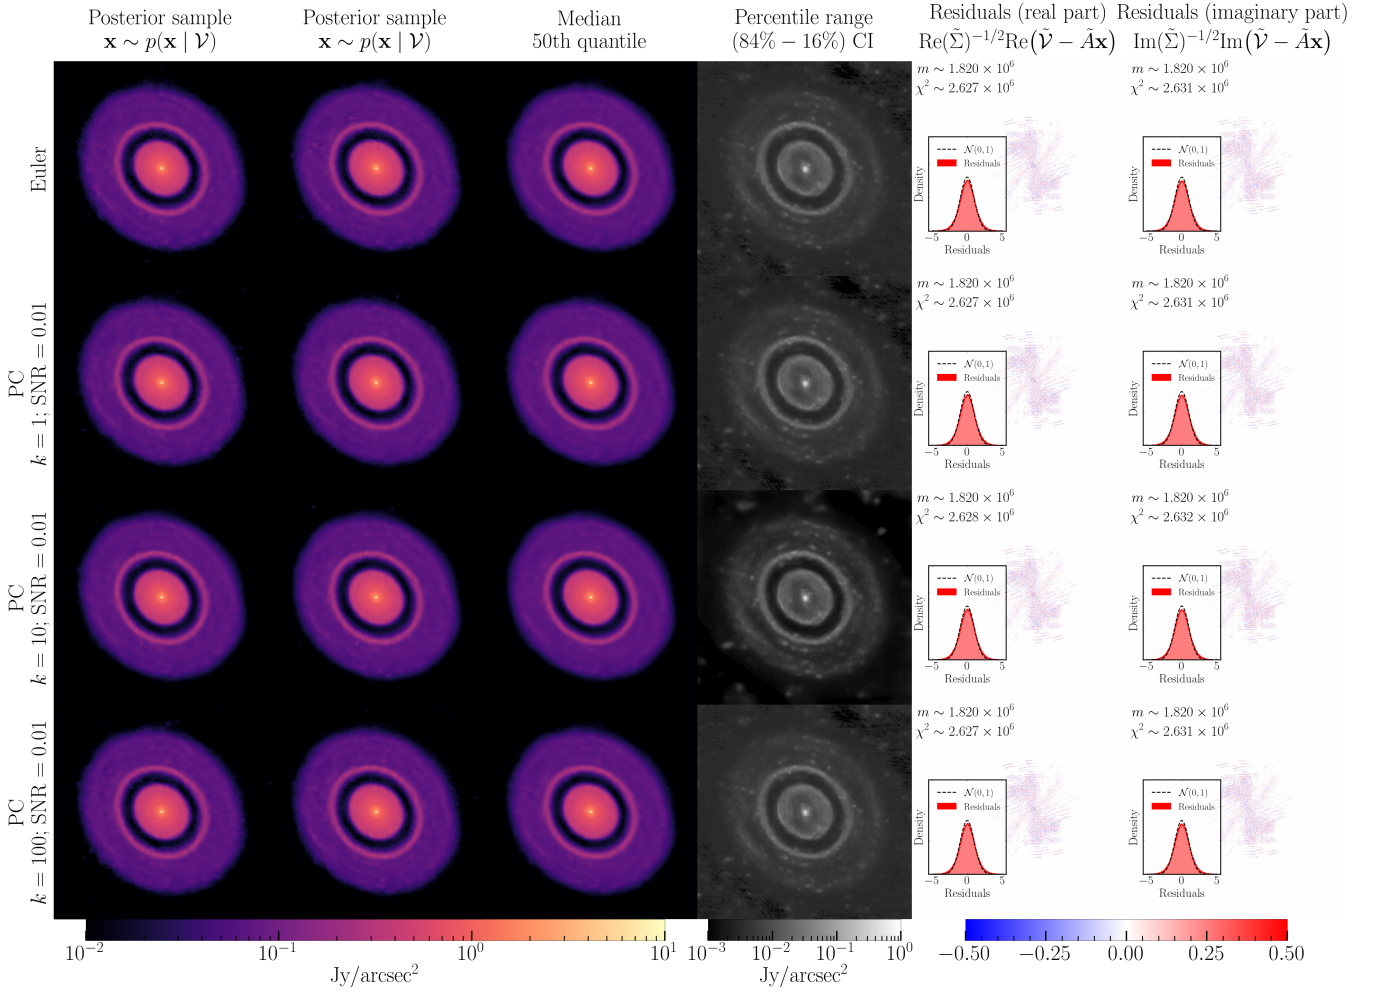 Posterior sample
x ∼ p(x | 𝒱)
Posterior sample
x ∼ p(x | 𝒱)
Median
50th quantile
Percentile range
(84% − 16%) CI
Residuals (real part)
Re(Σ̃)^{−1/2}Re(𝒱̃ − Ãx)
Residuals (imaginary part)
Im(Σ̃)^{−1/2}Im(𝒱̃ − Ãx)
Euler
m ∼ 1.820 × 10^6
χ^2 ∼ 2.627 × 10^6
Density
𝒩(0, 1)
Residuals
−5 0 5
Residuals
m ∼ 1.820 × 10^6
χ^2 ∼ 2.631 × 10^6
Density
𝒩(0, 1)
Residuals
−5 0 5
Residuals
PC
k = 1; SNR = 0.01
m ∼ 1.820 × 10^6
χ^2 ∼ 2.627 × 10^6
Density
𝒩(0, 1)
Residuals
−5 0 5
Residuals
m ∼ 1.820 × 10^6
χ^2 ∼ 2.631 × 10^6
Density
𝒩(0, 1)
Residuals
−5 0 5
Residuals
PC
k = 10; SNR = 0.01
m ∼ 1.820 × 10^6
χ^2 ∼ 2.628 × 10^6
Density
𝒩(0, 1)
Residuals
−5 0 5
Residuals
m ∼ 1.820 × 10^6
χ^2 ∼ 2.632 × 10^6
Density
𝒩(0, 1)
Residuals
−5 0 5
Residuals
PC
k = 100; SNR = 0.01
m ∼ 1.820 × 10^6
χ^2 ∼ 2.627 × 10^6
Density
𝒩(0, 1)
Residuals
−5 0 5
Residuals
m ∼ 1.820 × 10^6
χ^2 ∼ 2.631 × 10^6
Density
𝒩(0, 1)
Residuals
−5 0 5
Residuals
10^{−2} 10^{−1} 10^0 10^1
Jy/arcsec^2
10^{−3} 10^{−2} 10^{−1} 10^0
Jy/arcsec^2
−0.50 −0.25 0.00 0.25 0.50